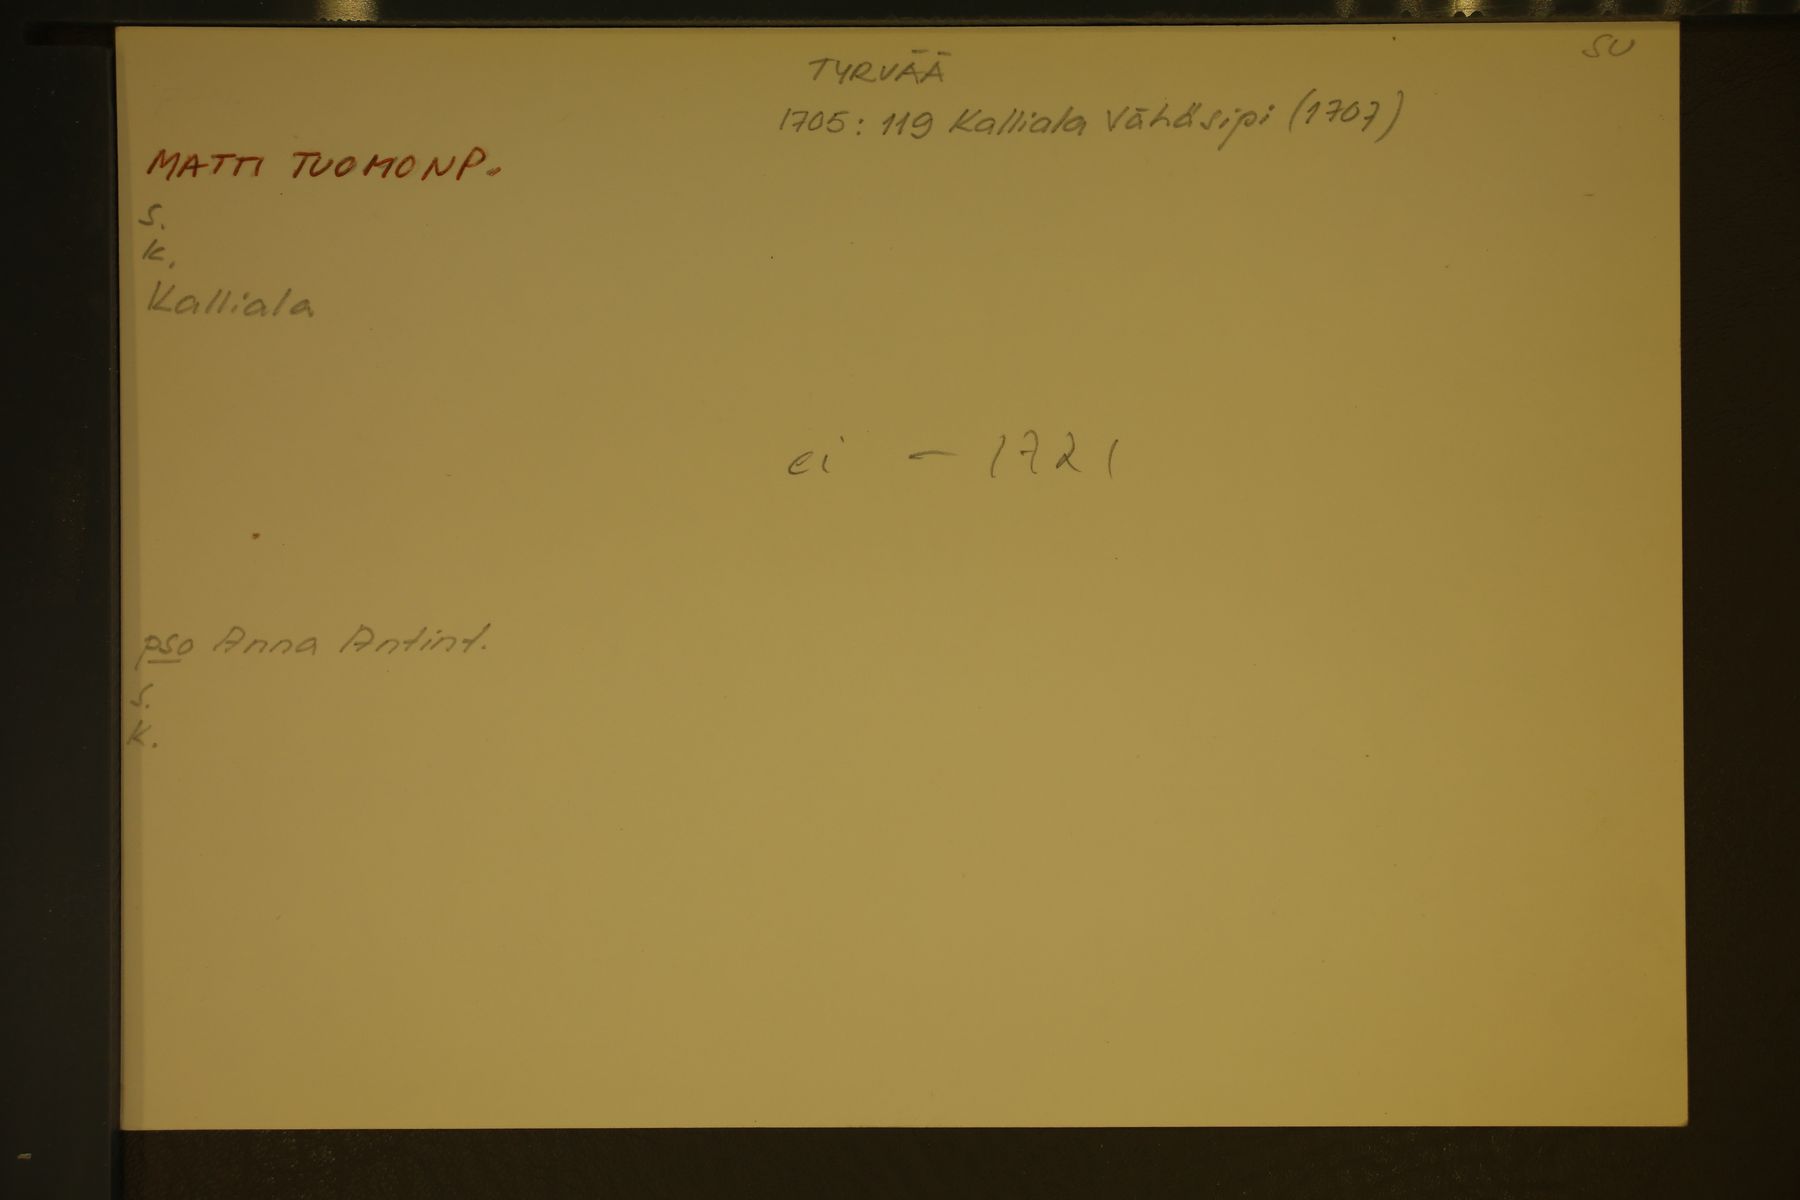 SU
TYRVÄÄ
1705: 119 Kalliala Vähäsipi (1707)
MATTI TUOMONP.
S.
K.
Kalliala
ei - 1721
pso Anna Antint.
S.
K.